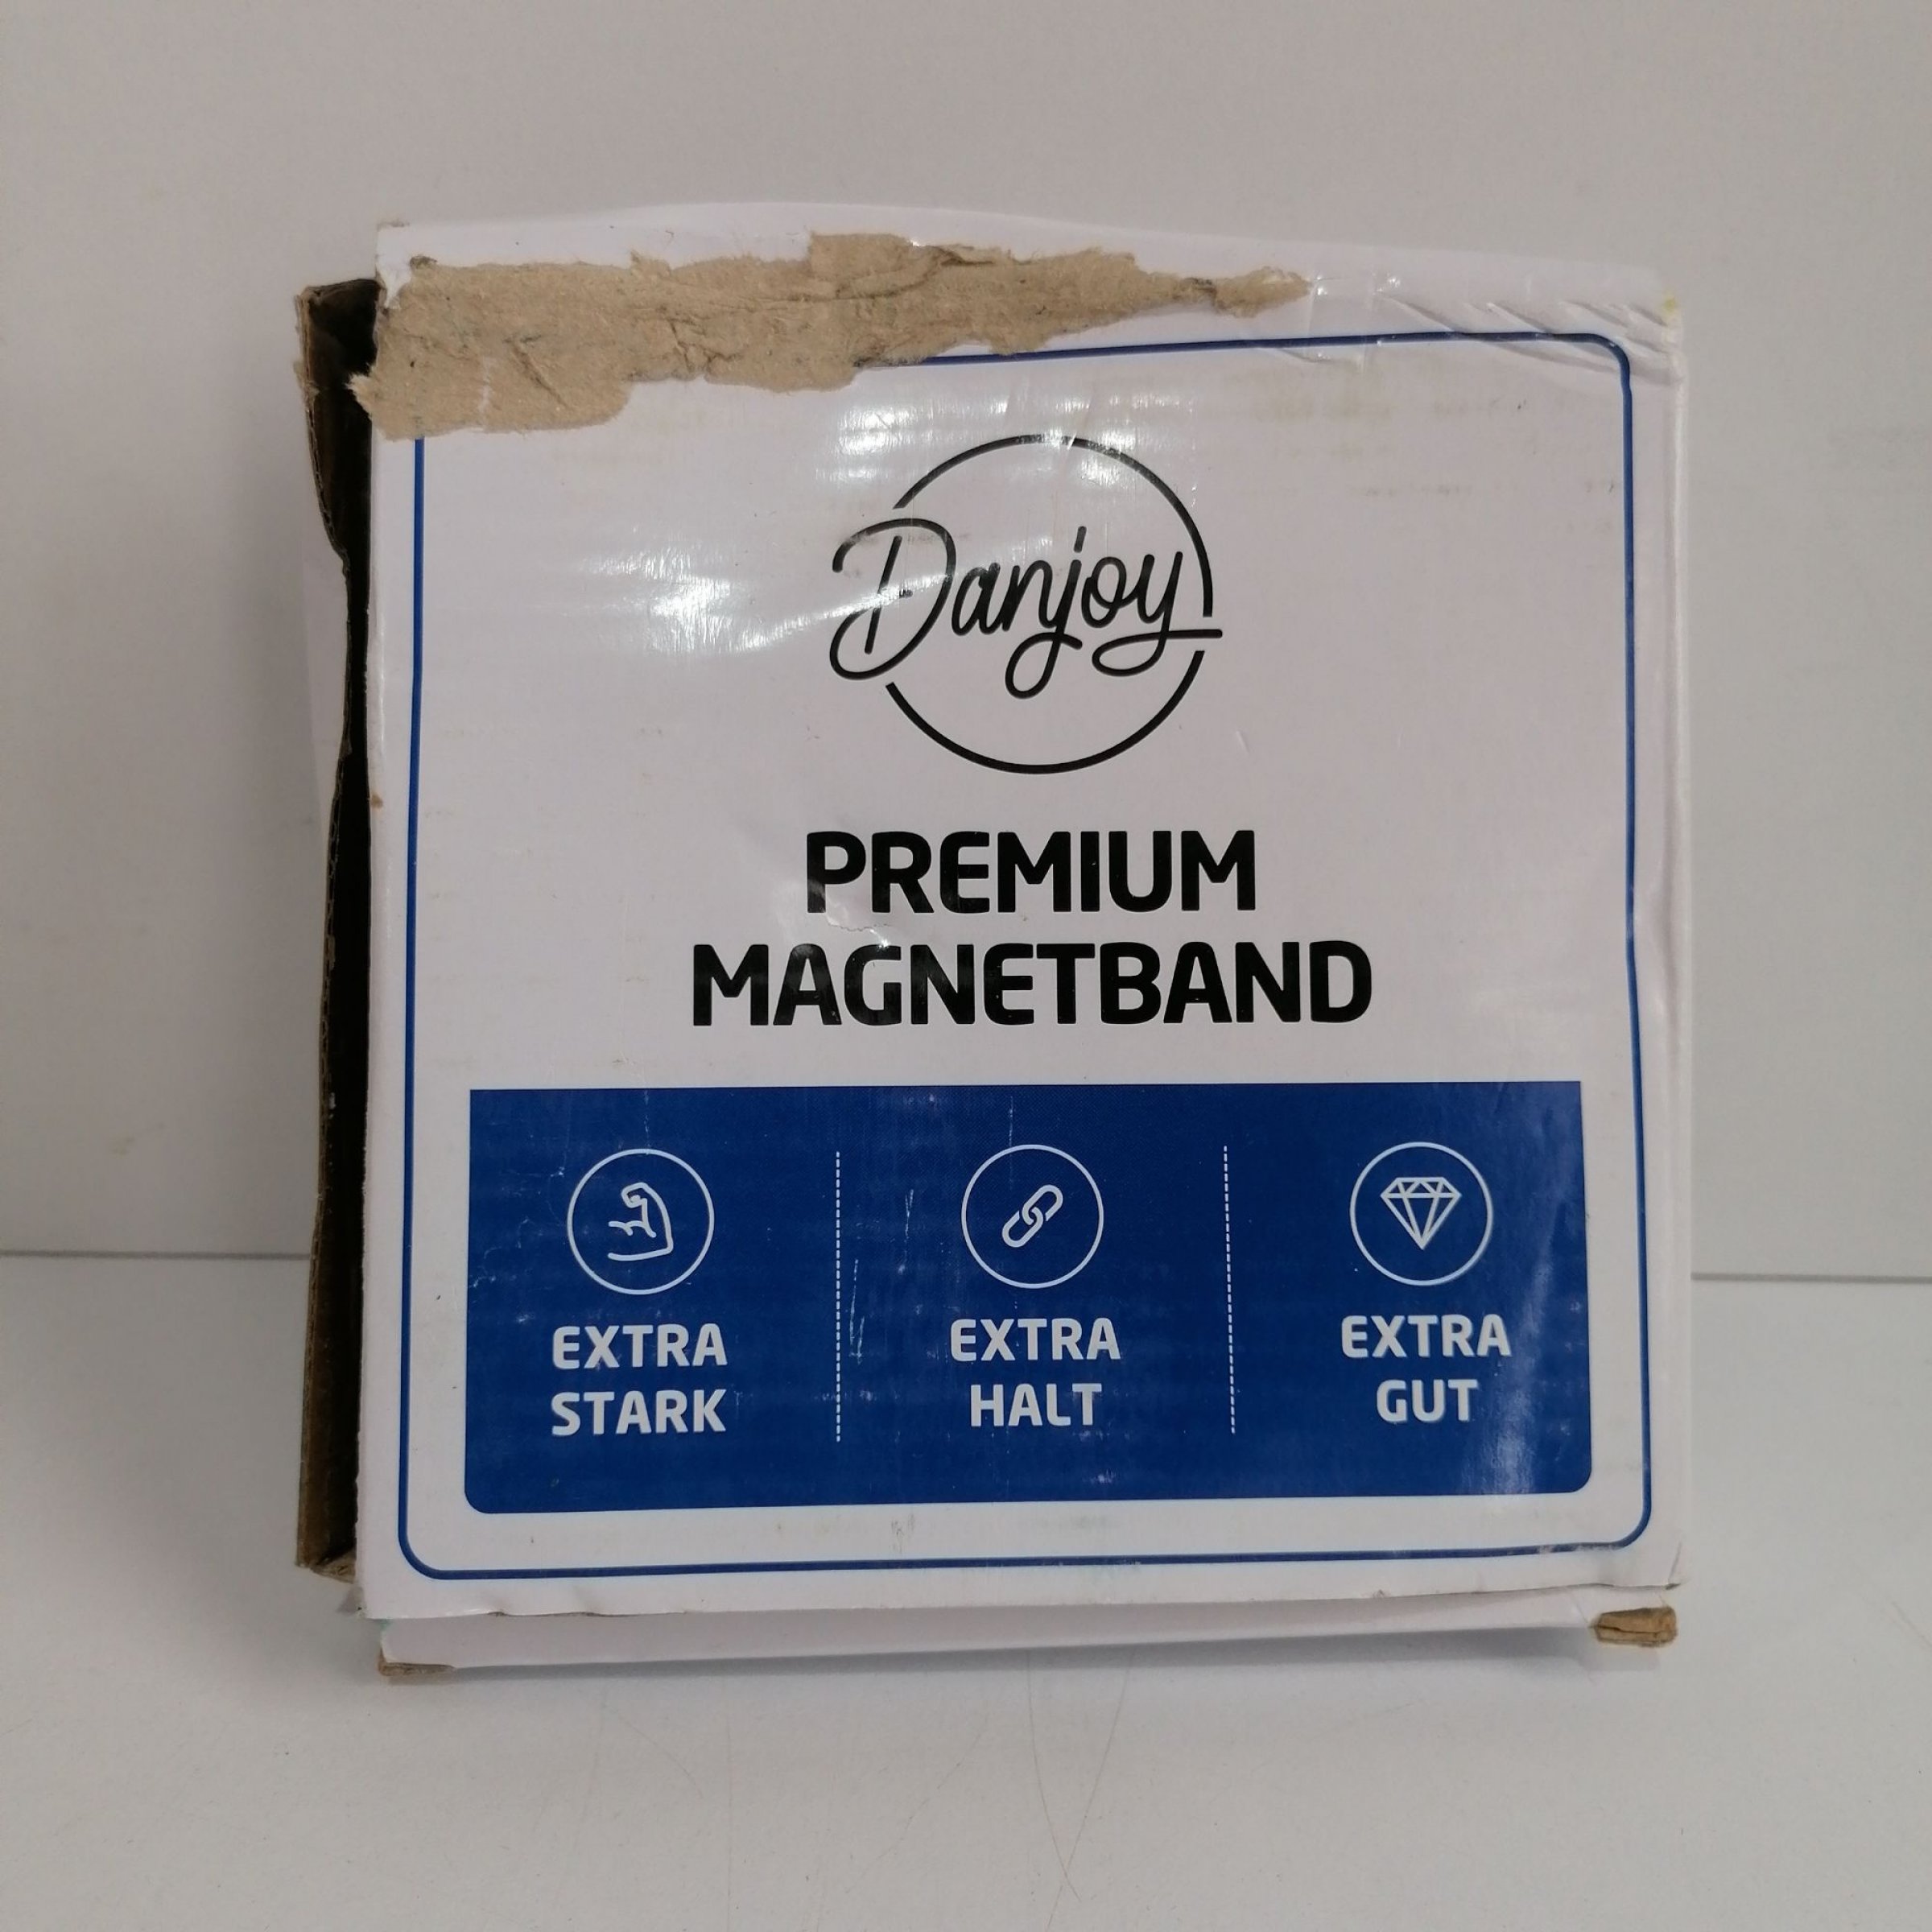 Danjoy
PREMIUM
MAGNETBAND
EXTRA
STARK
EXTRA
HALT
EXTRA
GUT